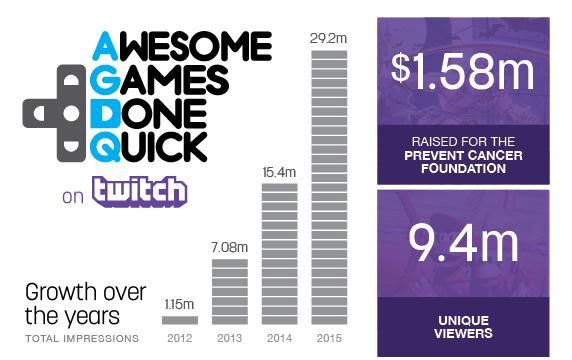 AWESOME
GAMES
DONE
QUICK
on twitch
Growth over
the years
TOTAL IMPRESSIONS
1.15m
7.08m
15.4m
29.2m
2012 2013 2014 2015
$1.58m
RAISED FOR THE
PREVENT CANCER
FOUNDATION
9.4m
UNIQUE
VIEWERS